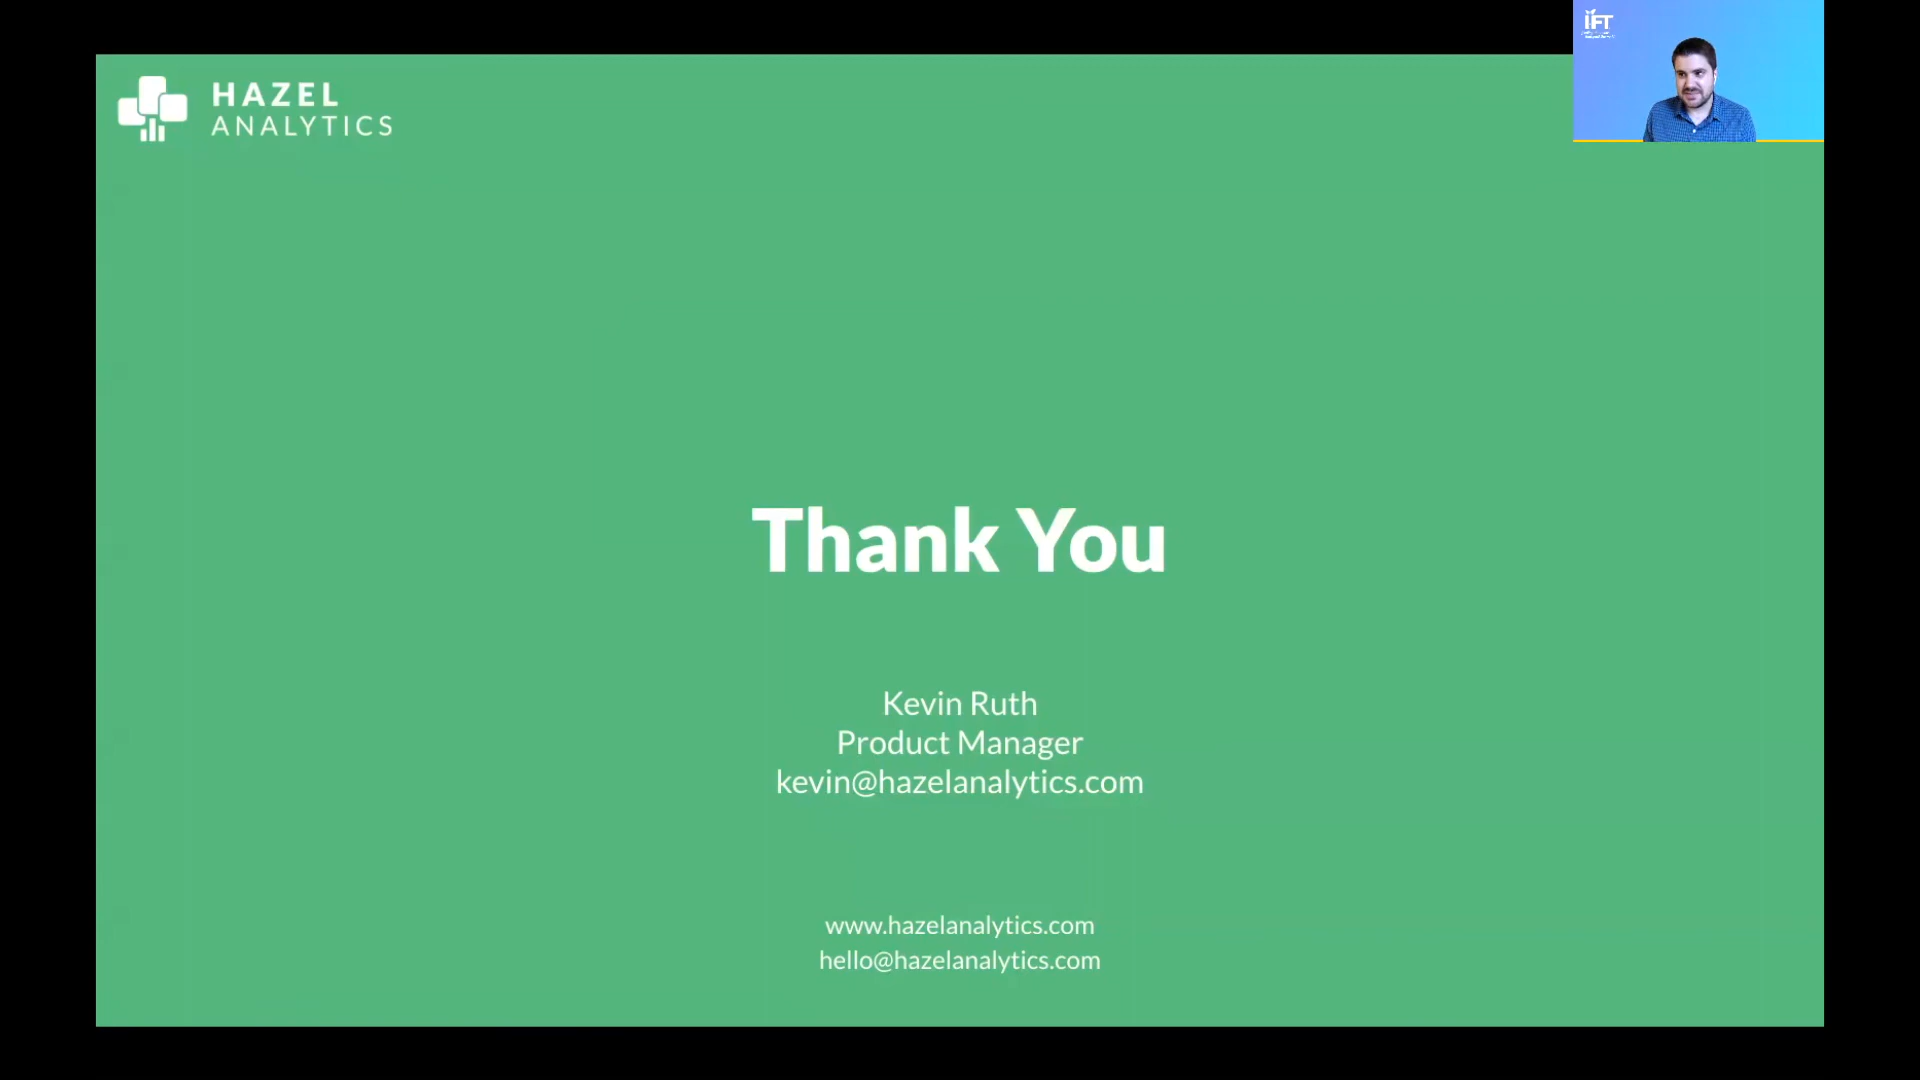 HAZEL
ANALYTICS
iFT
Thank You
Kevin Ruth
Product Manager
kevin@hazelanalytics.com
www.hazelanalytics.com
hello@hazelanalytics.com